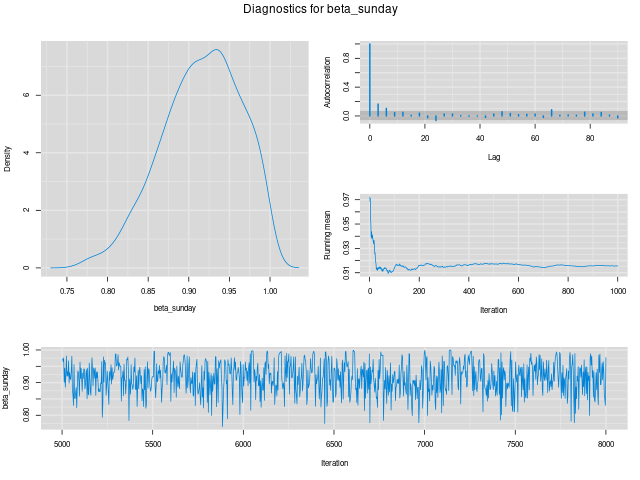 Diagnostics for beta_sunday
Density
0 2 4 6
0.75 0.80 0.85 0.90 0.95 1.00
beta_sunday
Autocorrelation
0.0 0.4 0.8
0 20 40 60 80
Lag
Running mean
0.91 0.93 0.95 0.97
0 200 400 600 800 1000
Iteration
beta_sunday
0.80 0.90 1.00
5000 5500 6000 6500 7000 7500 8000
Iteration